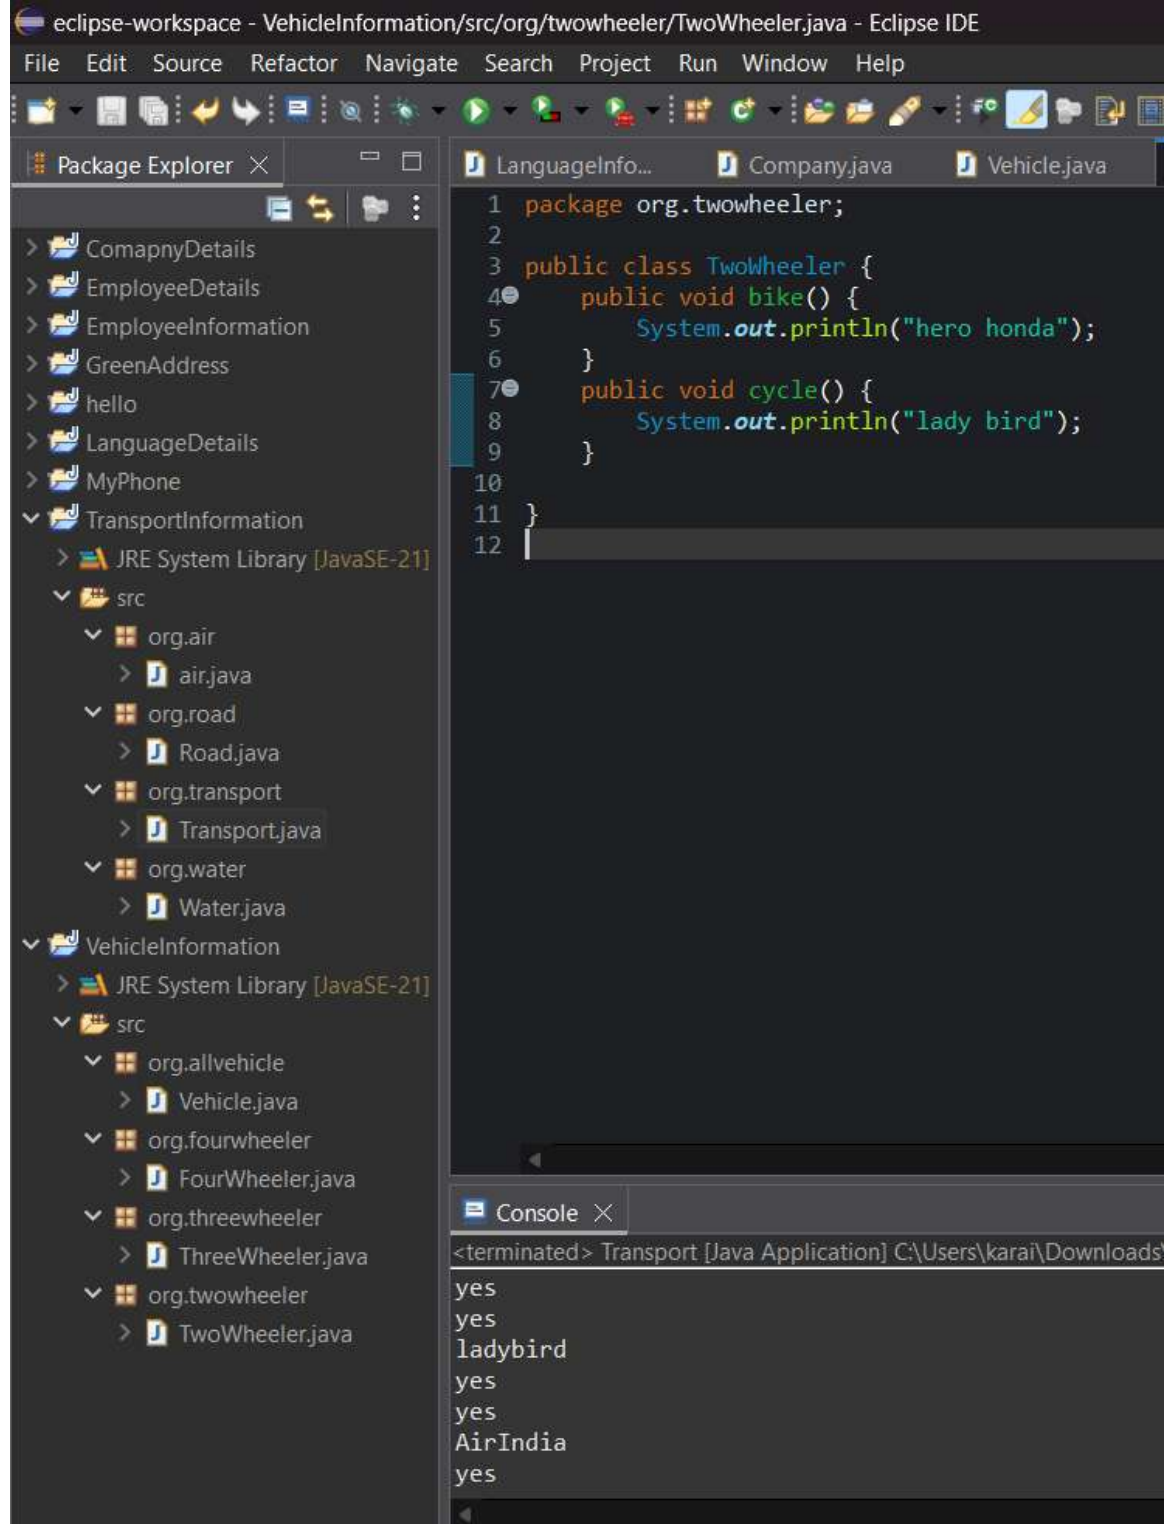 eclipse-workspace - VehicleInformation/src/org/twowheeler/TwoWheeler.java - Eclipse IDE
File Edit Source Refactor Navigate Search Project Run Window Help
Package Explorer
ComapnyDetails
EmployeeDetails
EmployeeInformation
GreenAddress
hello
LanguageDetails
MyPhone
TransportInformation
JRE System Library [JavaSE-21]
src
org.air
air.java
org.road
Road.java
org.transport
Transport.java
org.water
Water.java
VehicleInformation
JRE System Library [JavaSE-21]
src
org.allvehicle
Vehicle.java
org.fourwheeler
FourWheeler.java
org.threewheeler
ThreeWheeler.java
org.twowheeler
TwoWheeler.java
LanguageInfo... Company.java Vehicle.java
1 package org.twowheeler;
2
3 public class TwoWheeler {
4 public void bike() {
5 System.out.println("hero honda");
6 }
7 public void cycle() {
8 System.out.println("lady bird");
9 }
10
11 }
12
Console
<terminated> Transport [Java Application] C:\Users\karai\Downloads\
yes
yes
ladybird
yes
yes
AirIndia
yes